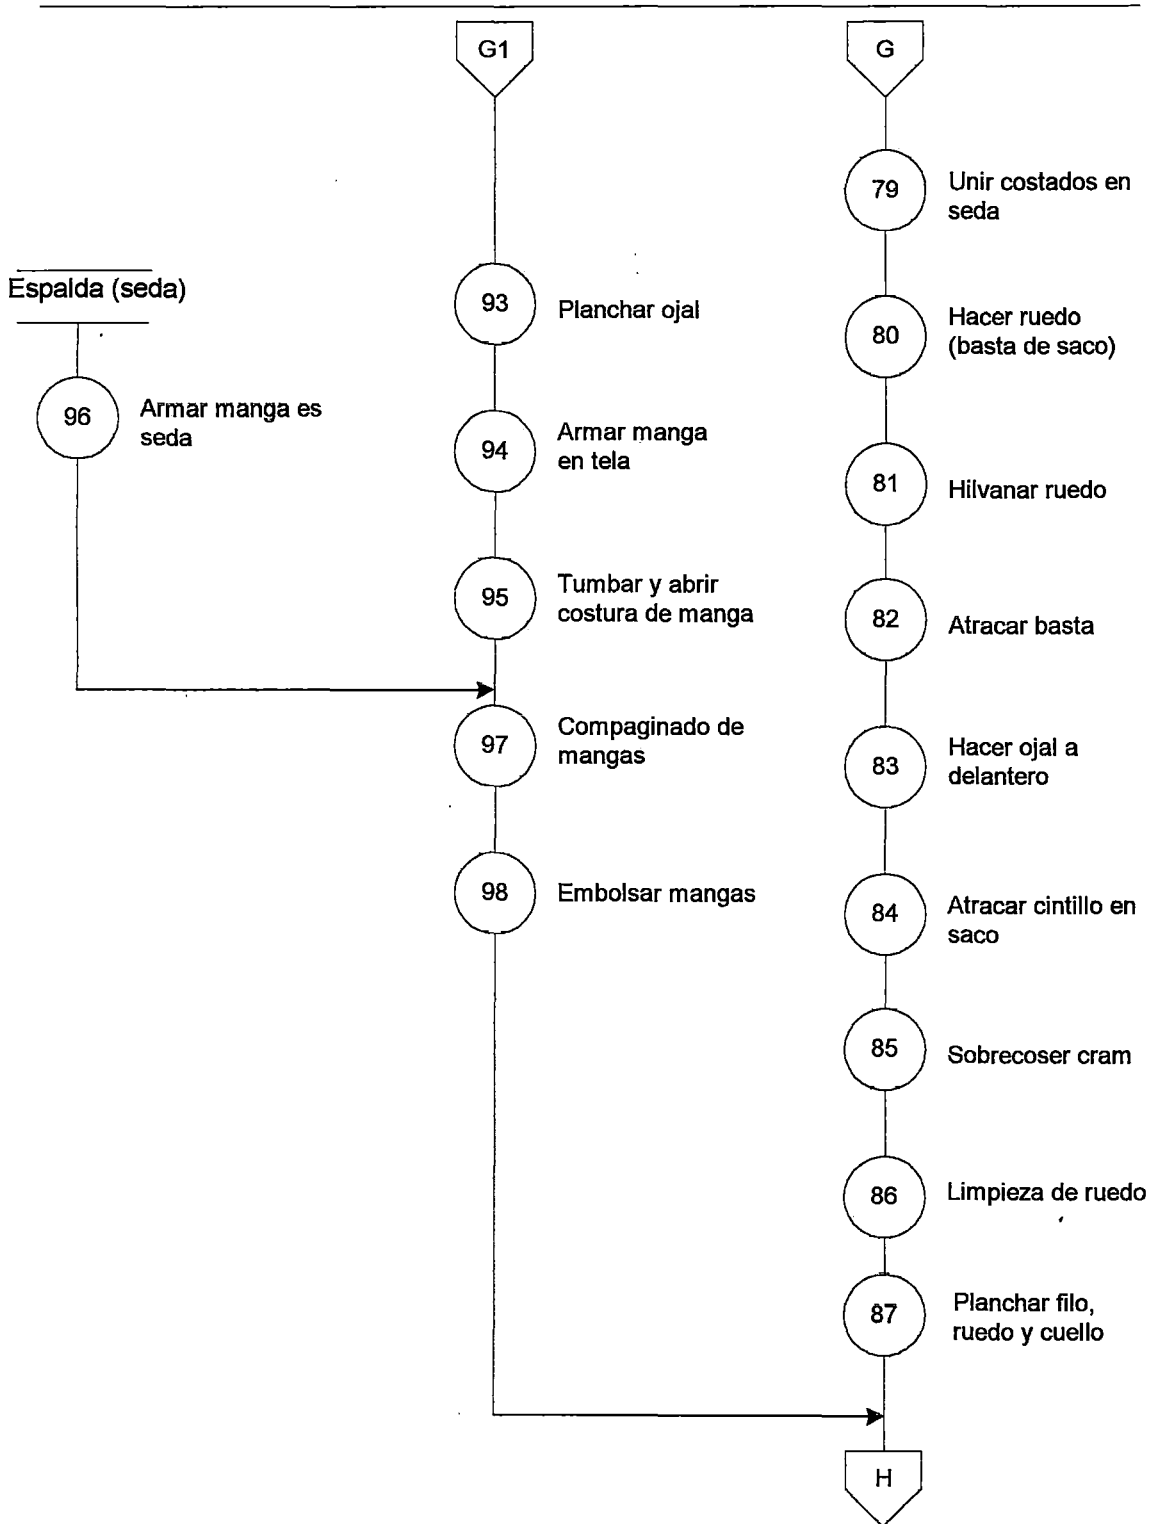 G1
G
79
Unir costados en
seda
Espalda (seda)
93
Planchar ojal
80
Hacer ruedo
(basta de saco)
96
Armar manga es
seda
94
Armar manga
en tela
81
Hilvanar ruedo
95
Tumbar y abrir
costura de manga
82
Atracar basta
97
Compaginado de
mangas
83
Hacer ojal a
delantero
98
Embolsar mangas
84
Atracar cintillo en
saco
85
Sobrecoser cram
86
Limpieza de ruedo
87
Planchar filo,
ruedo y cuello
H